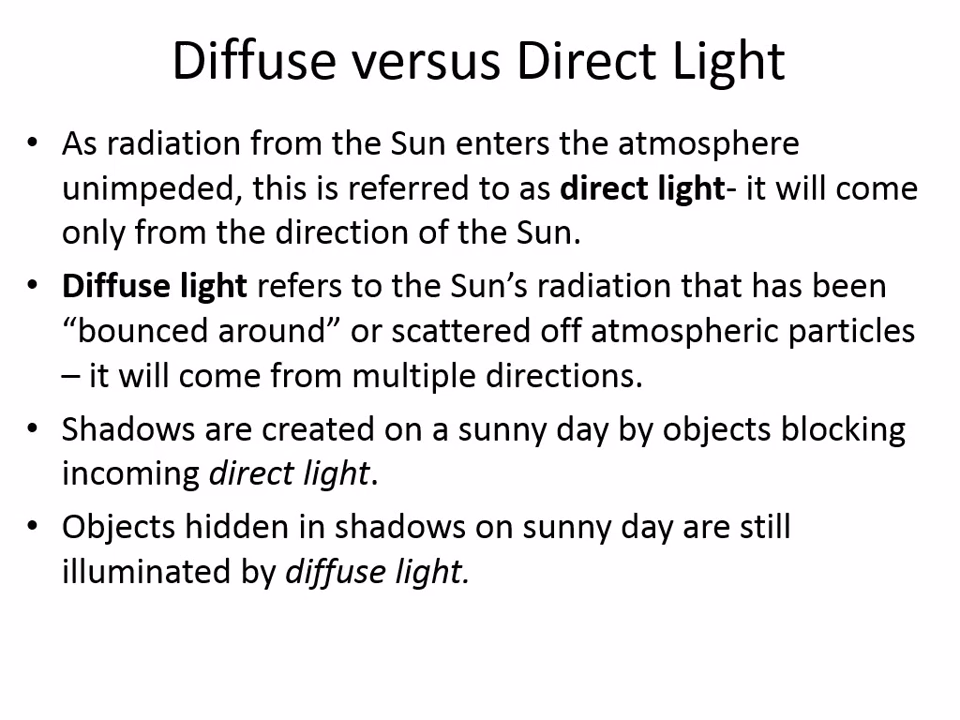 Diffuse versus Direct Light
• As radiation from the Sun enters the atmosphere
unimpeded, this is referred to as direct light- it will come
only from the direction of the Sun.
• Diffuse light refers to the Sun’s radiation that has been
“bounced around” or scattered off atmospheric particles
– it will come from multiple directions.
• Shadows are created on a sunny day by objects blocking
incoming direct light.
• Objects hidden in shadows on sunny day are still
illuminated by diffuse light.